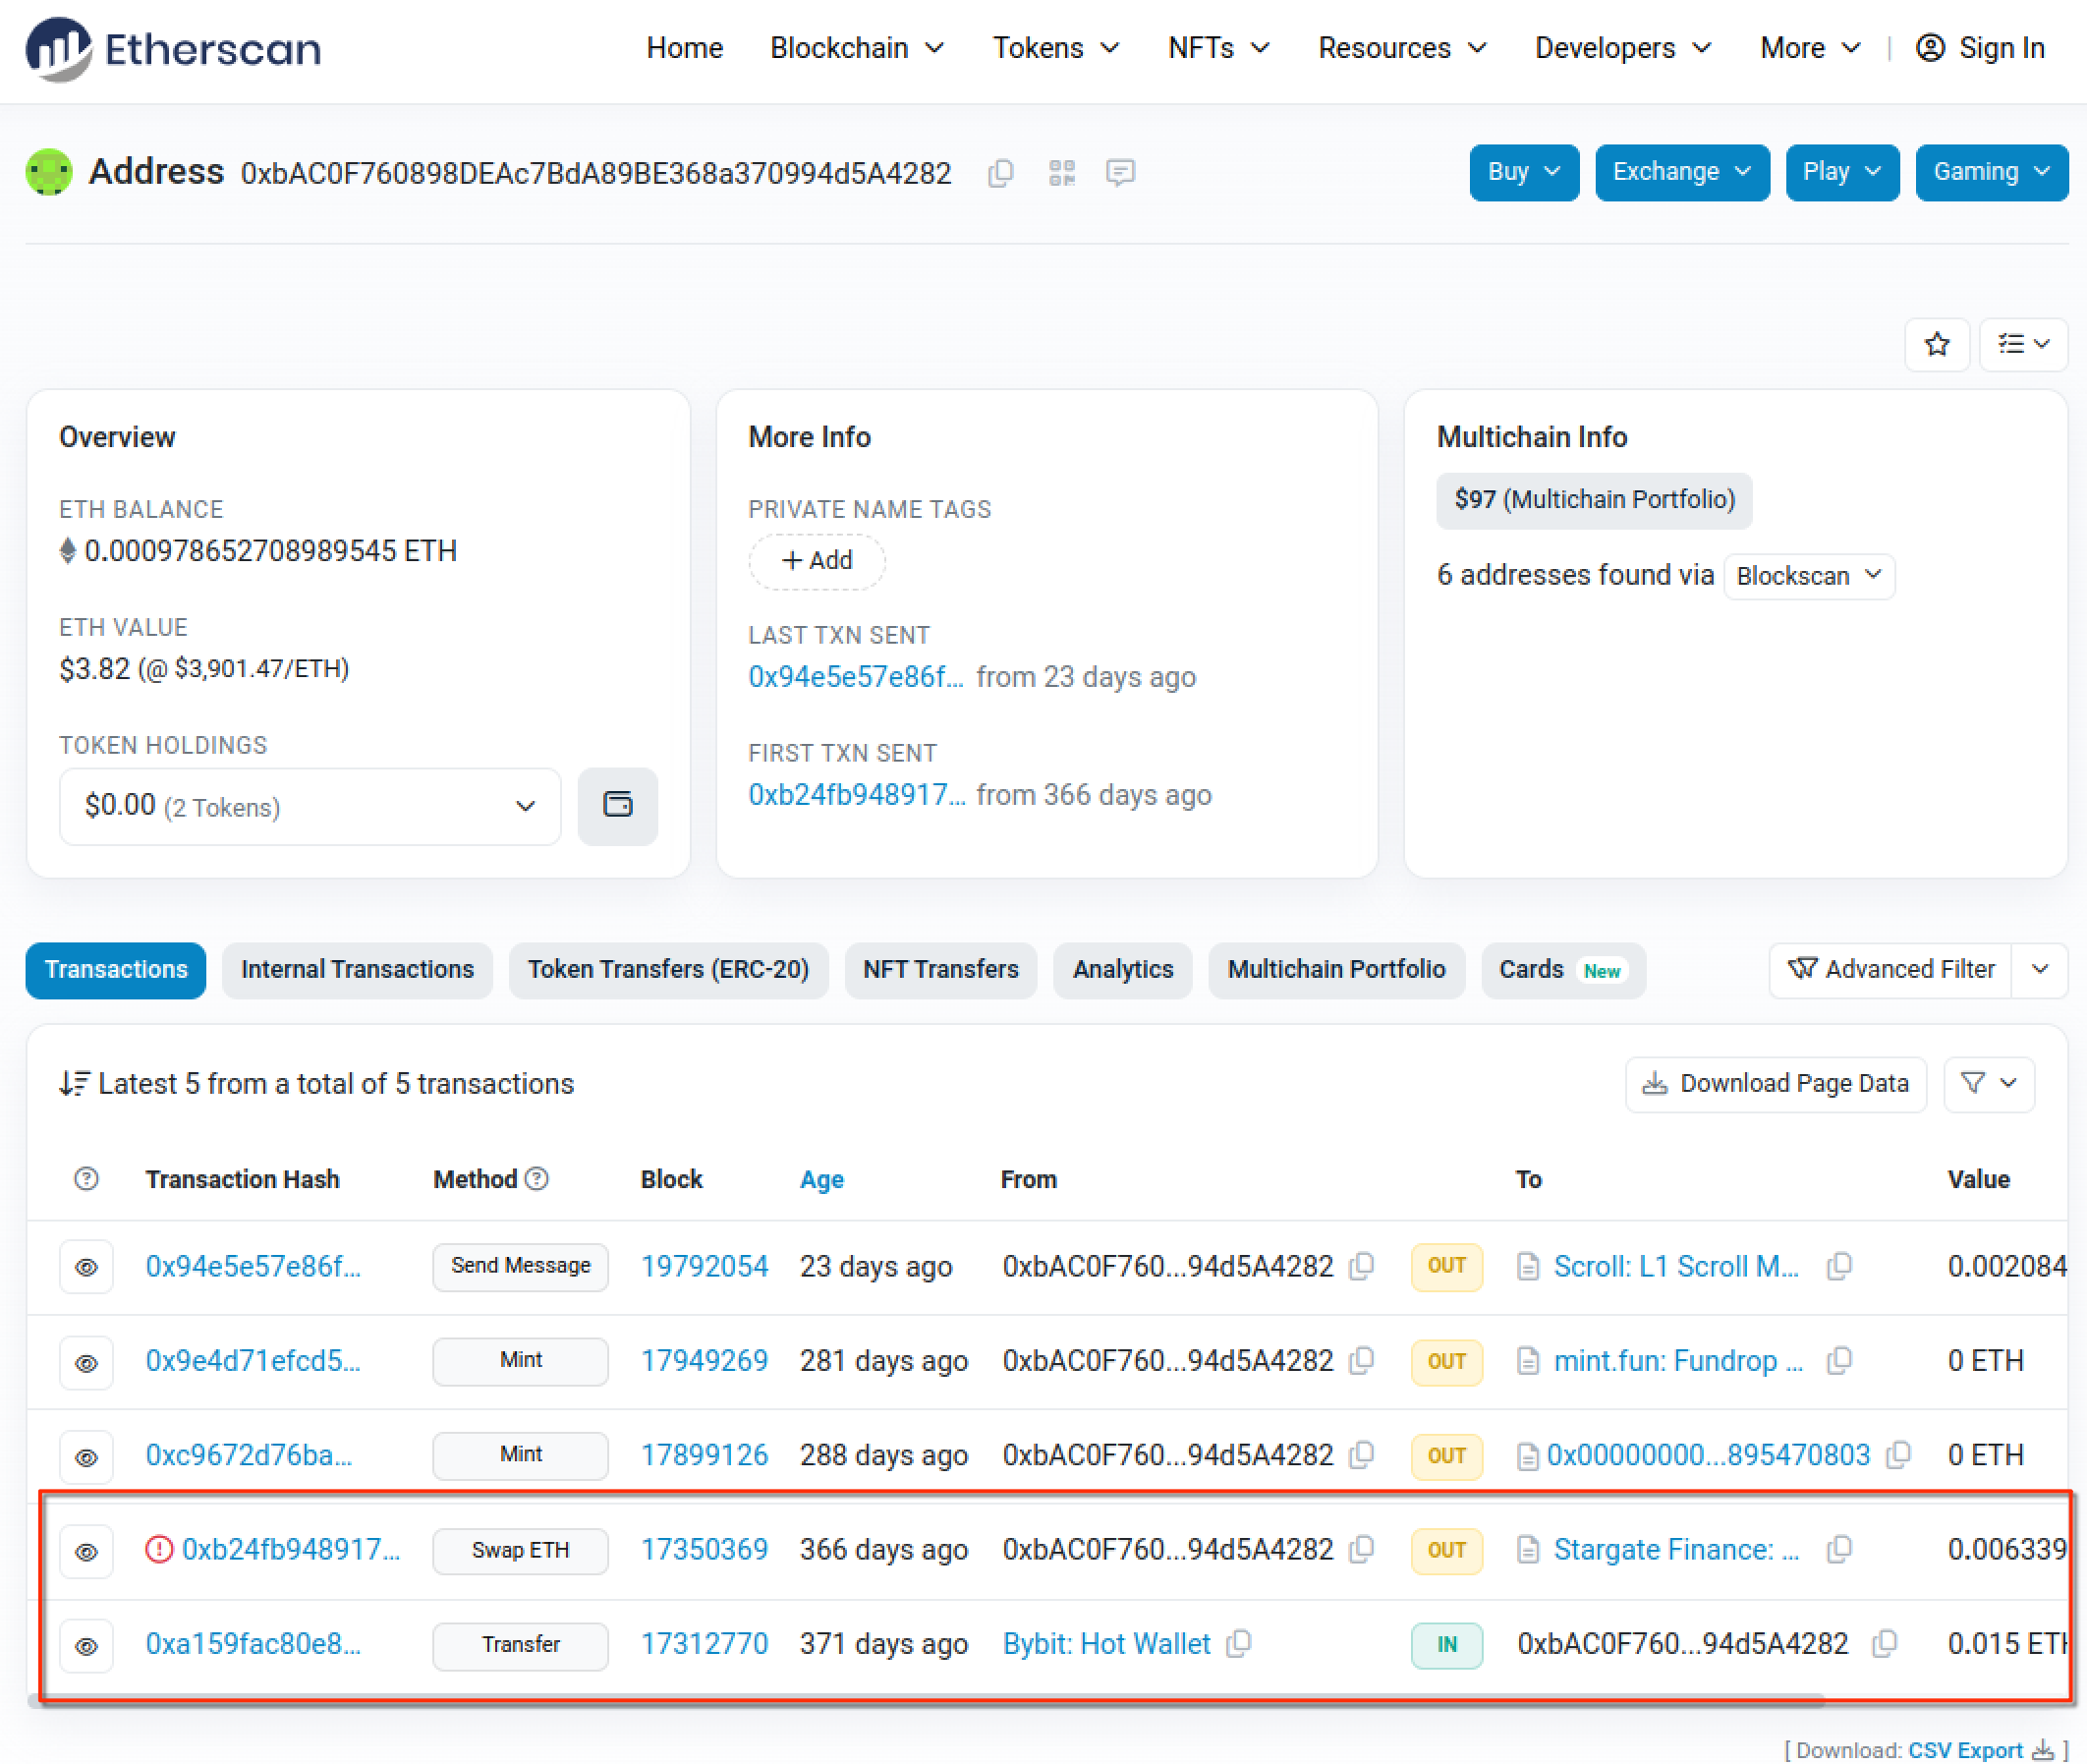 Etherscan
Home Blockchain Tokens NFTs Resources Developers More | Sign In
Address 0xbAC0F760898DEAc7BdA89BE368a370994d5A4282
Buy Exchange Play Gaming
Overview
ETH BALANCE
0.000978652708989545 ETH
ETH VALUE
$3.82 (@ $3,901.47/ETH)
TOKEN HOLDINGS
$0.00 (2 Tokens)
More Info
PRIVATE NAME TAGS
+ Add
LAST TXN SENT
0x94e5e57e86f... from 23 days ago
FIRST TXN SENT
0xb24fb948917... from 366 days ago
Multichain Info
$97 (Multichain Portfolio)
6 addresses found via Blockscan
Transactions Internal Transactions Token Transfers (ERC-20) NFT Transfers Analytics Multichain Portfolio Cards New Advanced Filter
Latest 5 from a total of 5 transactions
Download Page Data
Transaction Hash Method Block Age From To Value
0x94e5e57e86f... Send Message 19792054 23 days ago 0xbAC0F760...94d5A4282 OUT Scroll: L1 Scroll M... 0.002084
0x9e4d71efcd5... Mint 17949269 281 days ago 0xbAC0F760...94d5A4282 OUT mint.fun: Fundrop ... 0 ETH
0xc9672d76ba... Mint 17899126 288 days ago 0xbAC0F760...94d5A4282 OUT 0x00000000...895470803 0 ETH
0xb24fb948917... Swap ETH 17350369 366 days ago 0xbAC0F760...94d5A4282 OUT Stargate Finance: ... 0.006339
0xa159fac80e8... Transfer 17312770 371 days ago Bybit: Hot Wallet IN 0xbAC0F760...94d5A4282 0.015 ETH
[ Download: CSV Export ]